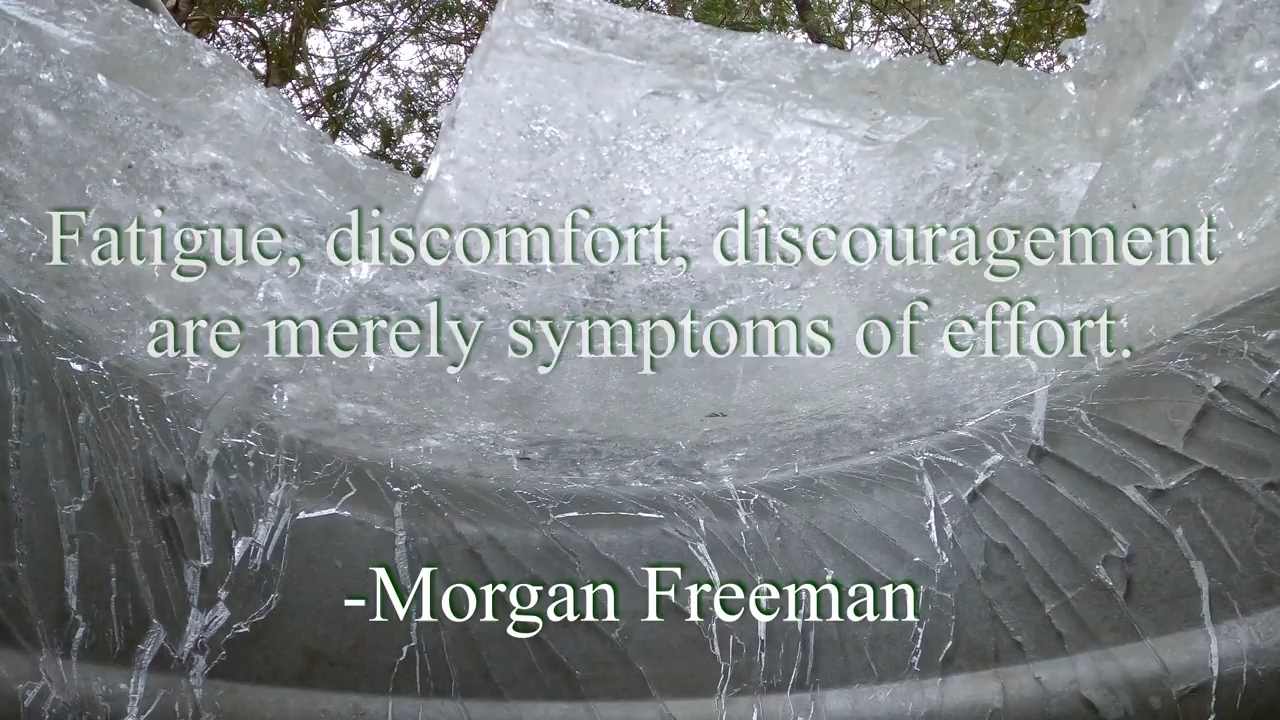 Fatigue, discomfort, discouragement
are merely symptoms of effort.
-Morgan Freeman